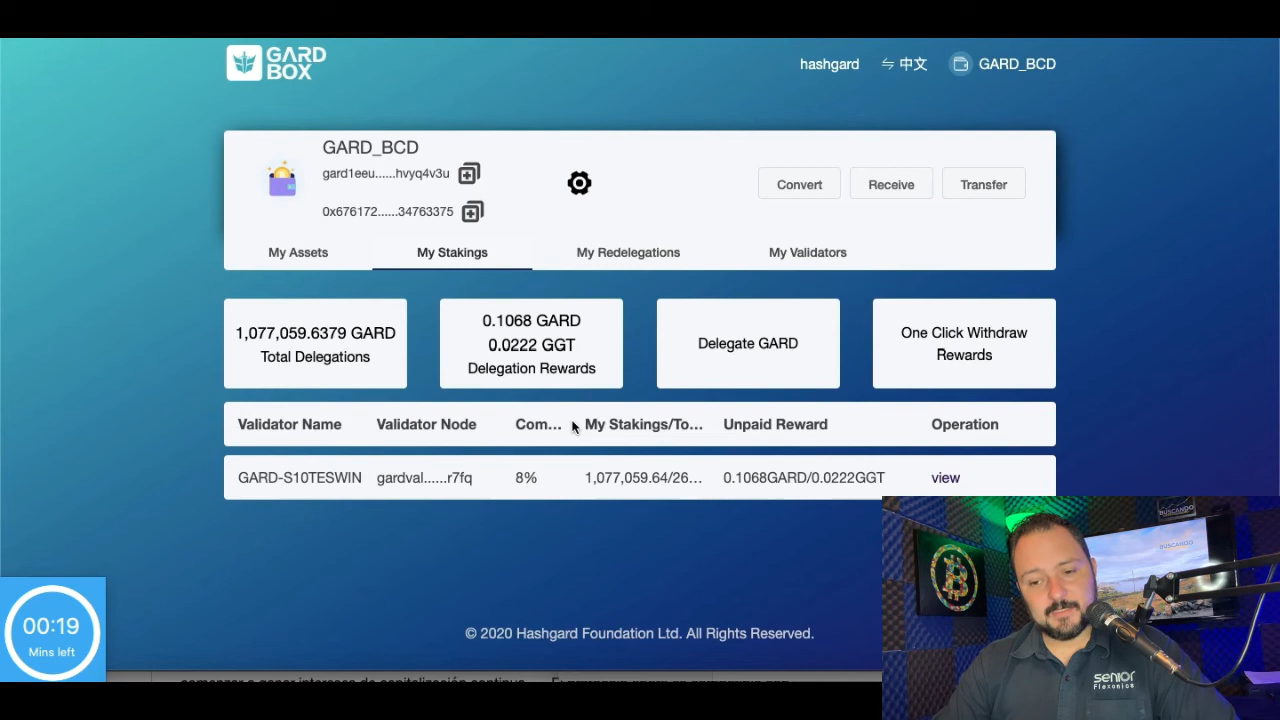 GARD
BOX
hashgard
中文
GARD_BCD
GARD_BCD
gard1eeu......hvyq4v3u
0x676172......34763375
Convert
Receive
Transfer
My Assets
My Stakings
My Redelegations
My Validators
1,077,059.6379 GARD
Total Delegations
0.1068 GARD
0.0222 GGT
Delegation Rewards
Delegate GARD
One Click Withdraw
Rewards
Validator Name
Validator Node
Com...
My Stakings/To...
Unpaid Reward
Operation
GARD-S10TESWIN
gardval......r7fq
8%
1,077,059.64/26...
0.1068GARD/0.0222GGT
view
00:19
Mins left
© 2020 Hashgard Foundation Ltd. All Rights Reserved.
BUSCANDO
BUSCANDO
senior
Flexonics